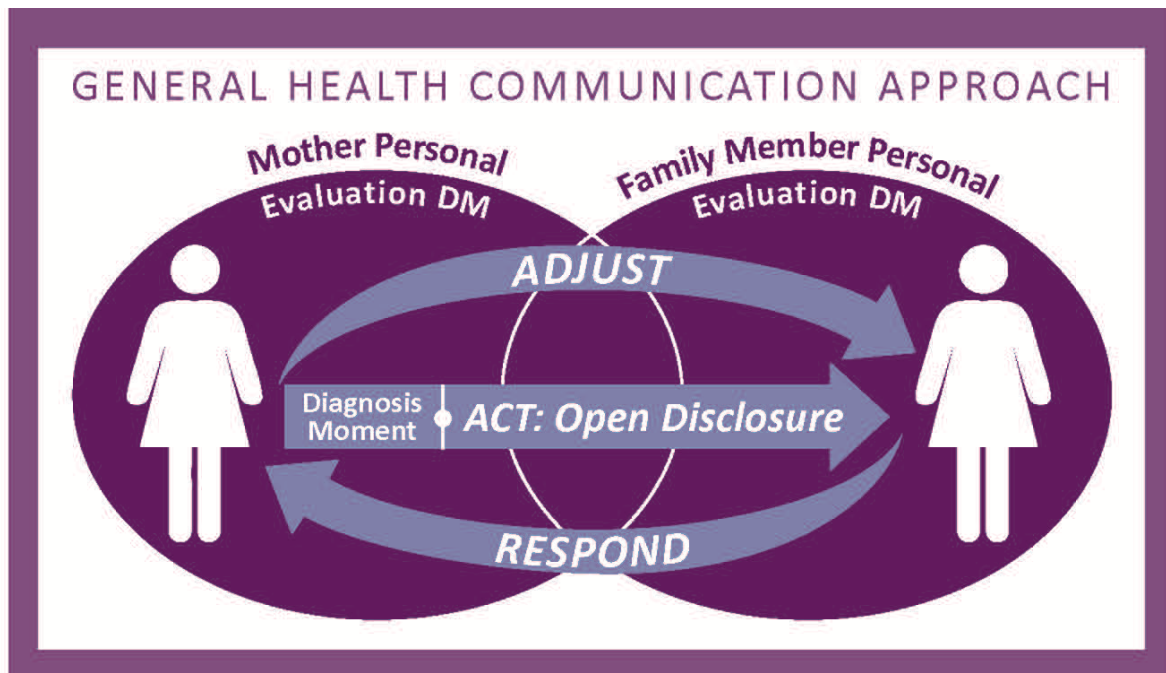 GENERAL HEALTH COMMUNICATION APPROACH
Mother Personal
Evaluation DM
Family Member Personal
Evaluation DM
ADJUST
Diagnosis
Moment
ACT: Open Disclosure
RESPOND